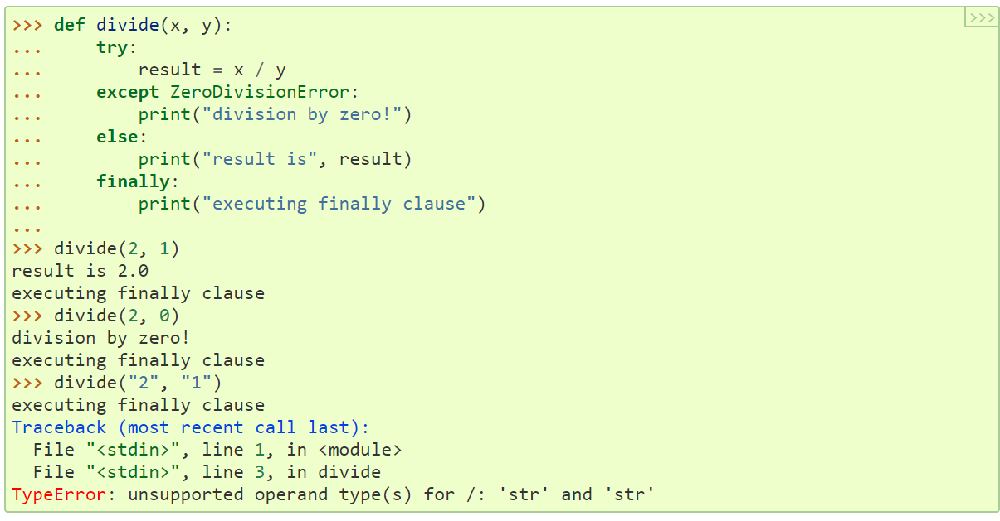 >>> def divide(x, y):
>>>
...     try:
...         result = x / y
...     except ZeroDivisionError:
...         print("division by zero!")
...     else:
...         print("result is", result)
...     finally:
...         print("executing finally clause")
...
>>> divide(2, 1)
result is 2.0
executing finally clause
>>> divide(2, 0)
division by zero!
executing finally clause
>>> divide("2", "1")
executing finally clause
Traceback (most recent call last):
  File "<stdin>", line 1, in <module>
  File "<stdin>", line 3, in divide
TypeError: unsupported operand type(s) for /: 'str' and 'str'